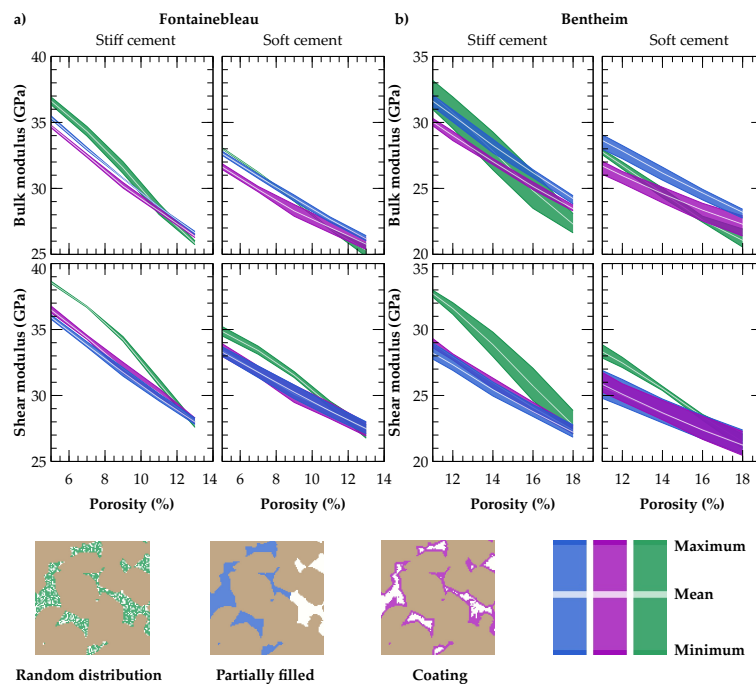 a) Fontainebleau b) Bentheim
Stiff cement Soft cement Stiff cement Soft cement
40 35
35 30
30 25
25 20
Bulk modulus (GPa) Bulk modulus (GPa)
40 35
35 30
30 25
25 20
Shear modulus (GPa) Shear modulus (GPa)
6 8 10 12 14 6 8 10 12 14 12 14 16 18 12 14 16 18
Porosity (%) Porosity (%) Porosity (%) Porosity (%)
Maximum
Mean
Minimum
Random distribution Partially filled Coating